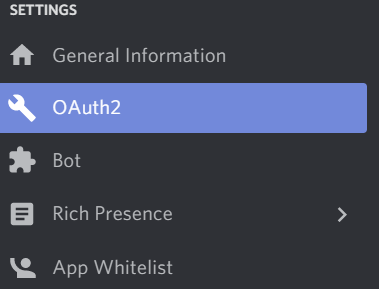 SETTINGS
General Information
OAuth2
Bot
Rich Presence
App Whitelist